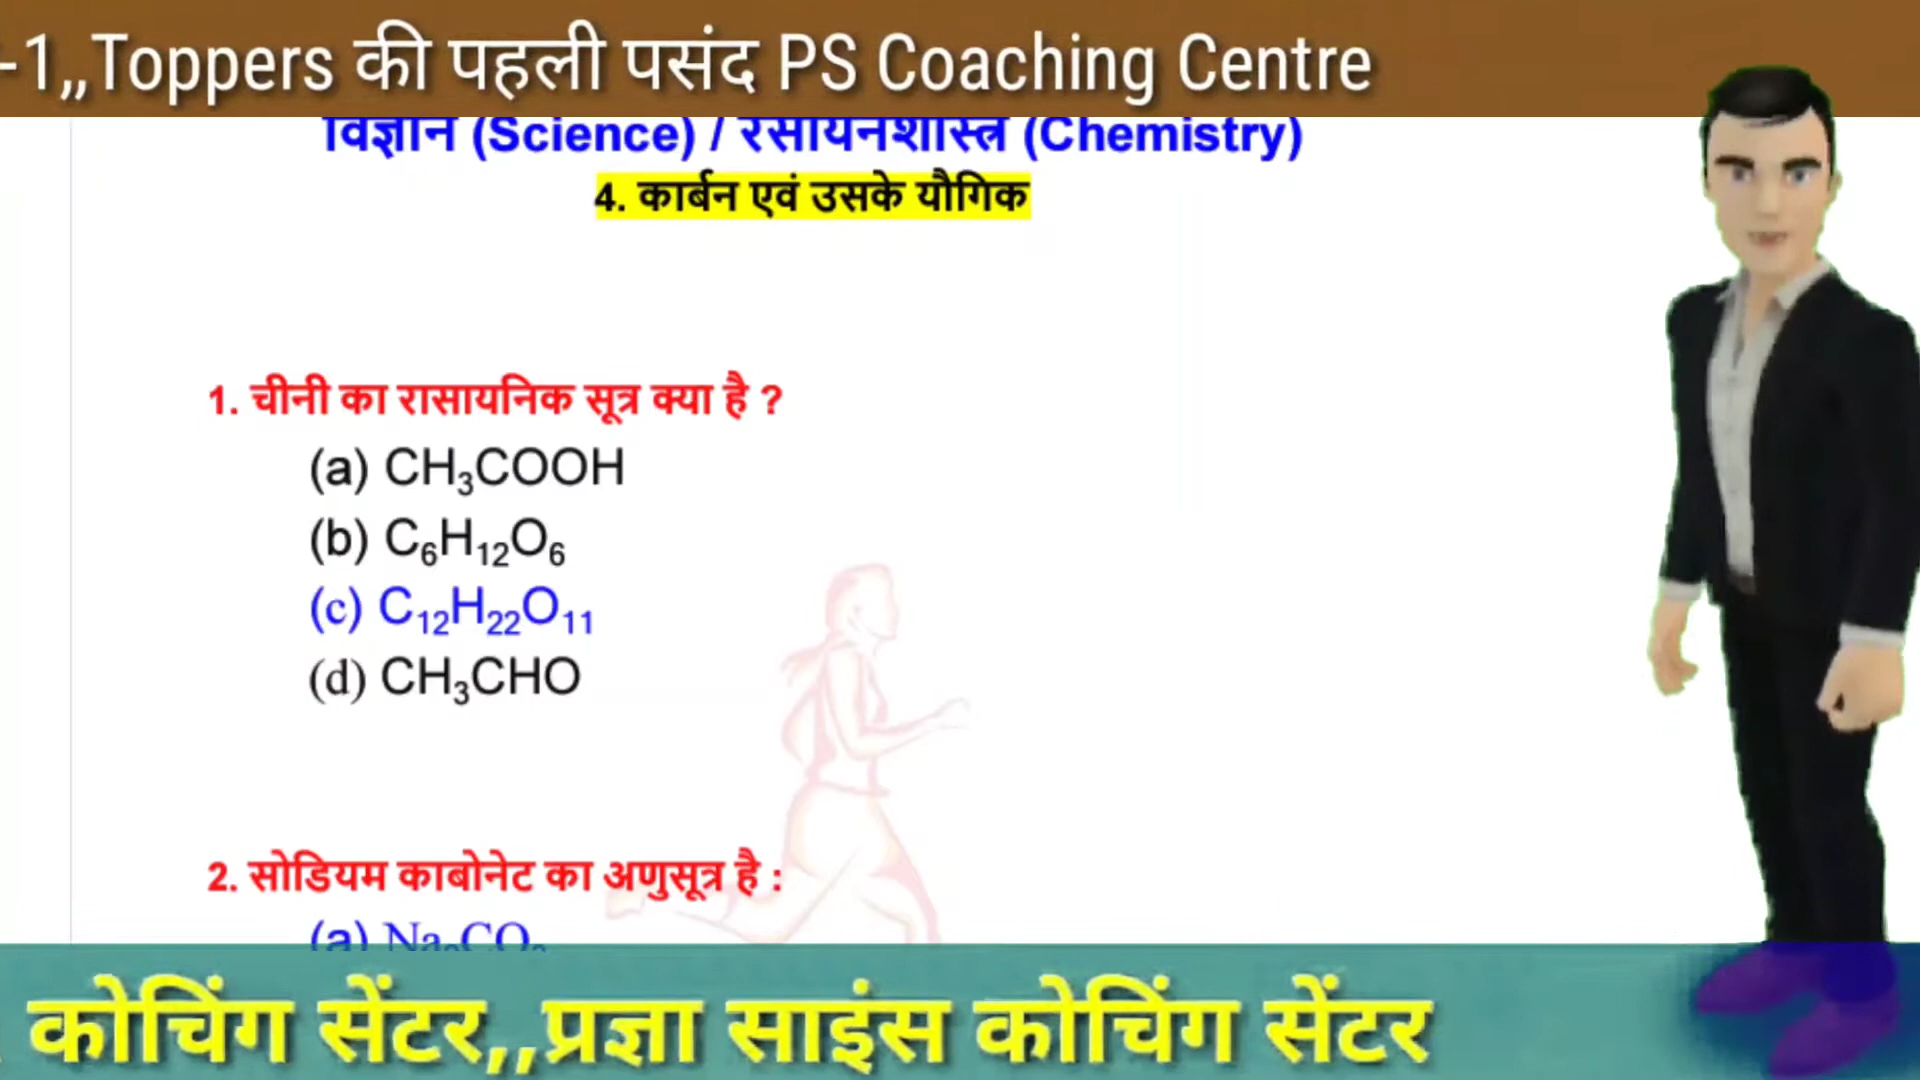 -1,,Toppers की पहली पसंद PS Coaching Centre
विज्ञान (Science) / रसायनशास्त्र (Chemistry)
4. कार्बन एवं उसके यौगिक
1. चीनी का रासायनिक सूत्र क्या है ?
(a) CH₃COOH
(b) C₆H₁₂O₆
(c) C₁₂H₂₂O₁₁
(d) CH₃CHO
2. सोडियम काबोनेट का अणुसूत्र है :
(a) Na₂CO₃
कोचिंग सेंटर,,प्रज्ञा साइंस कोचिंग सेंटर